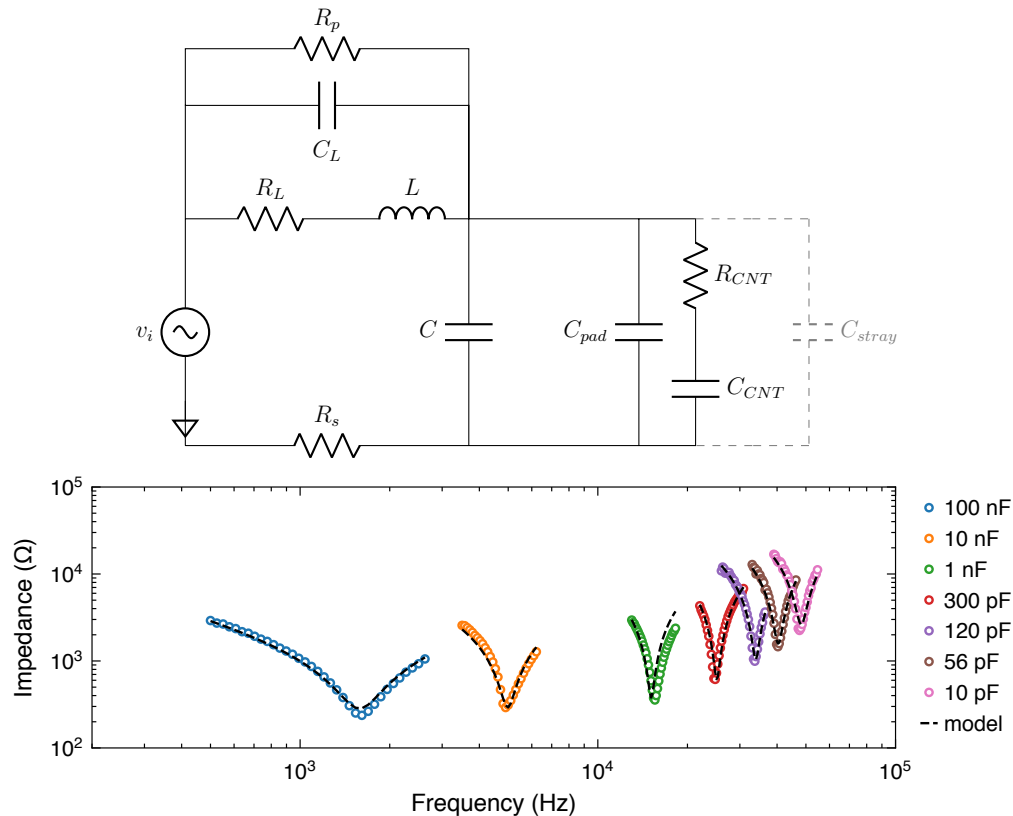 R_p
C_L
R_L
L
R_CNT
v_i
C
C_pad
C_stray
C_CNT
R_s
10^5
10^4
10^3
10^2
Impedance (Ω)
10^3
10^4
10^5
Frequency (Hz)
100 nF
10 nF
1 nF
300 pF
120 pF
56 pF
10 pF
model